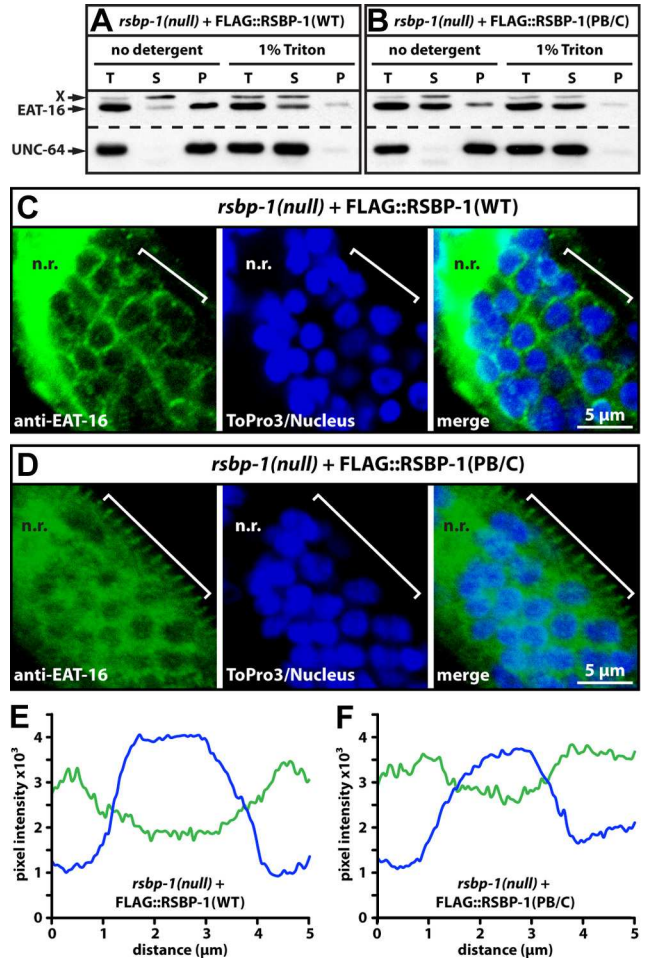 A
rsbp-1(null) + FLAG::RSBP-1(WT)
no detergent 1% Triton
T S P T S P
B
rsbp-1(null) + FLAG::RSBP-1(PB/C)
no detergent 1% Triton
T S P T S P
X
EAT-16
UNC-64
C
rsbp-1(null) + FLAG::RSBP-1(WT)
n.r. n.r. n.r.
anti-EAT-16 ToPro3/Nucleus merge
5 µm
D
rsbp-1(null) + FLAG::RSBP-1(PB/C)
n.r. n.r. n.r.
anti-EAT-16 ToPro3/Nucleus merge
5 µm
E
pixel intensity x10³
4
3
2
1
0
0 1 2 3 4 5
distance (µm)
rsbp-1(null) +
FLAG::RSBP-1(WT)
F
pixel intensity x10³
4
3
2
1
0
0 1 2 3 4 5
distance (µm)
rsbp-1(null) +
FLAG::RSBP-1(PB/C)